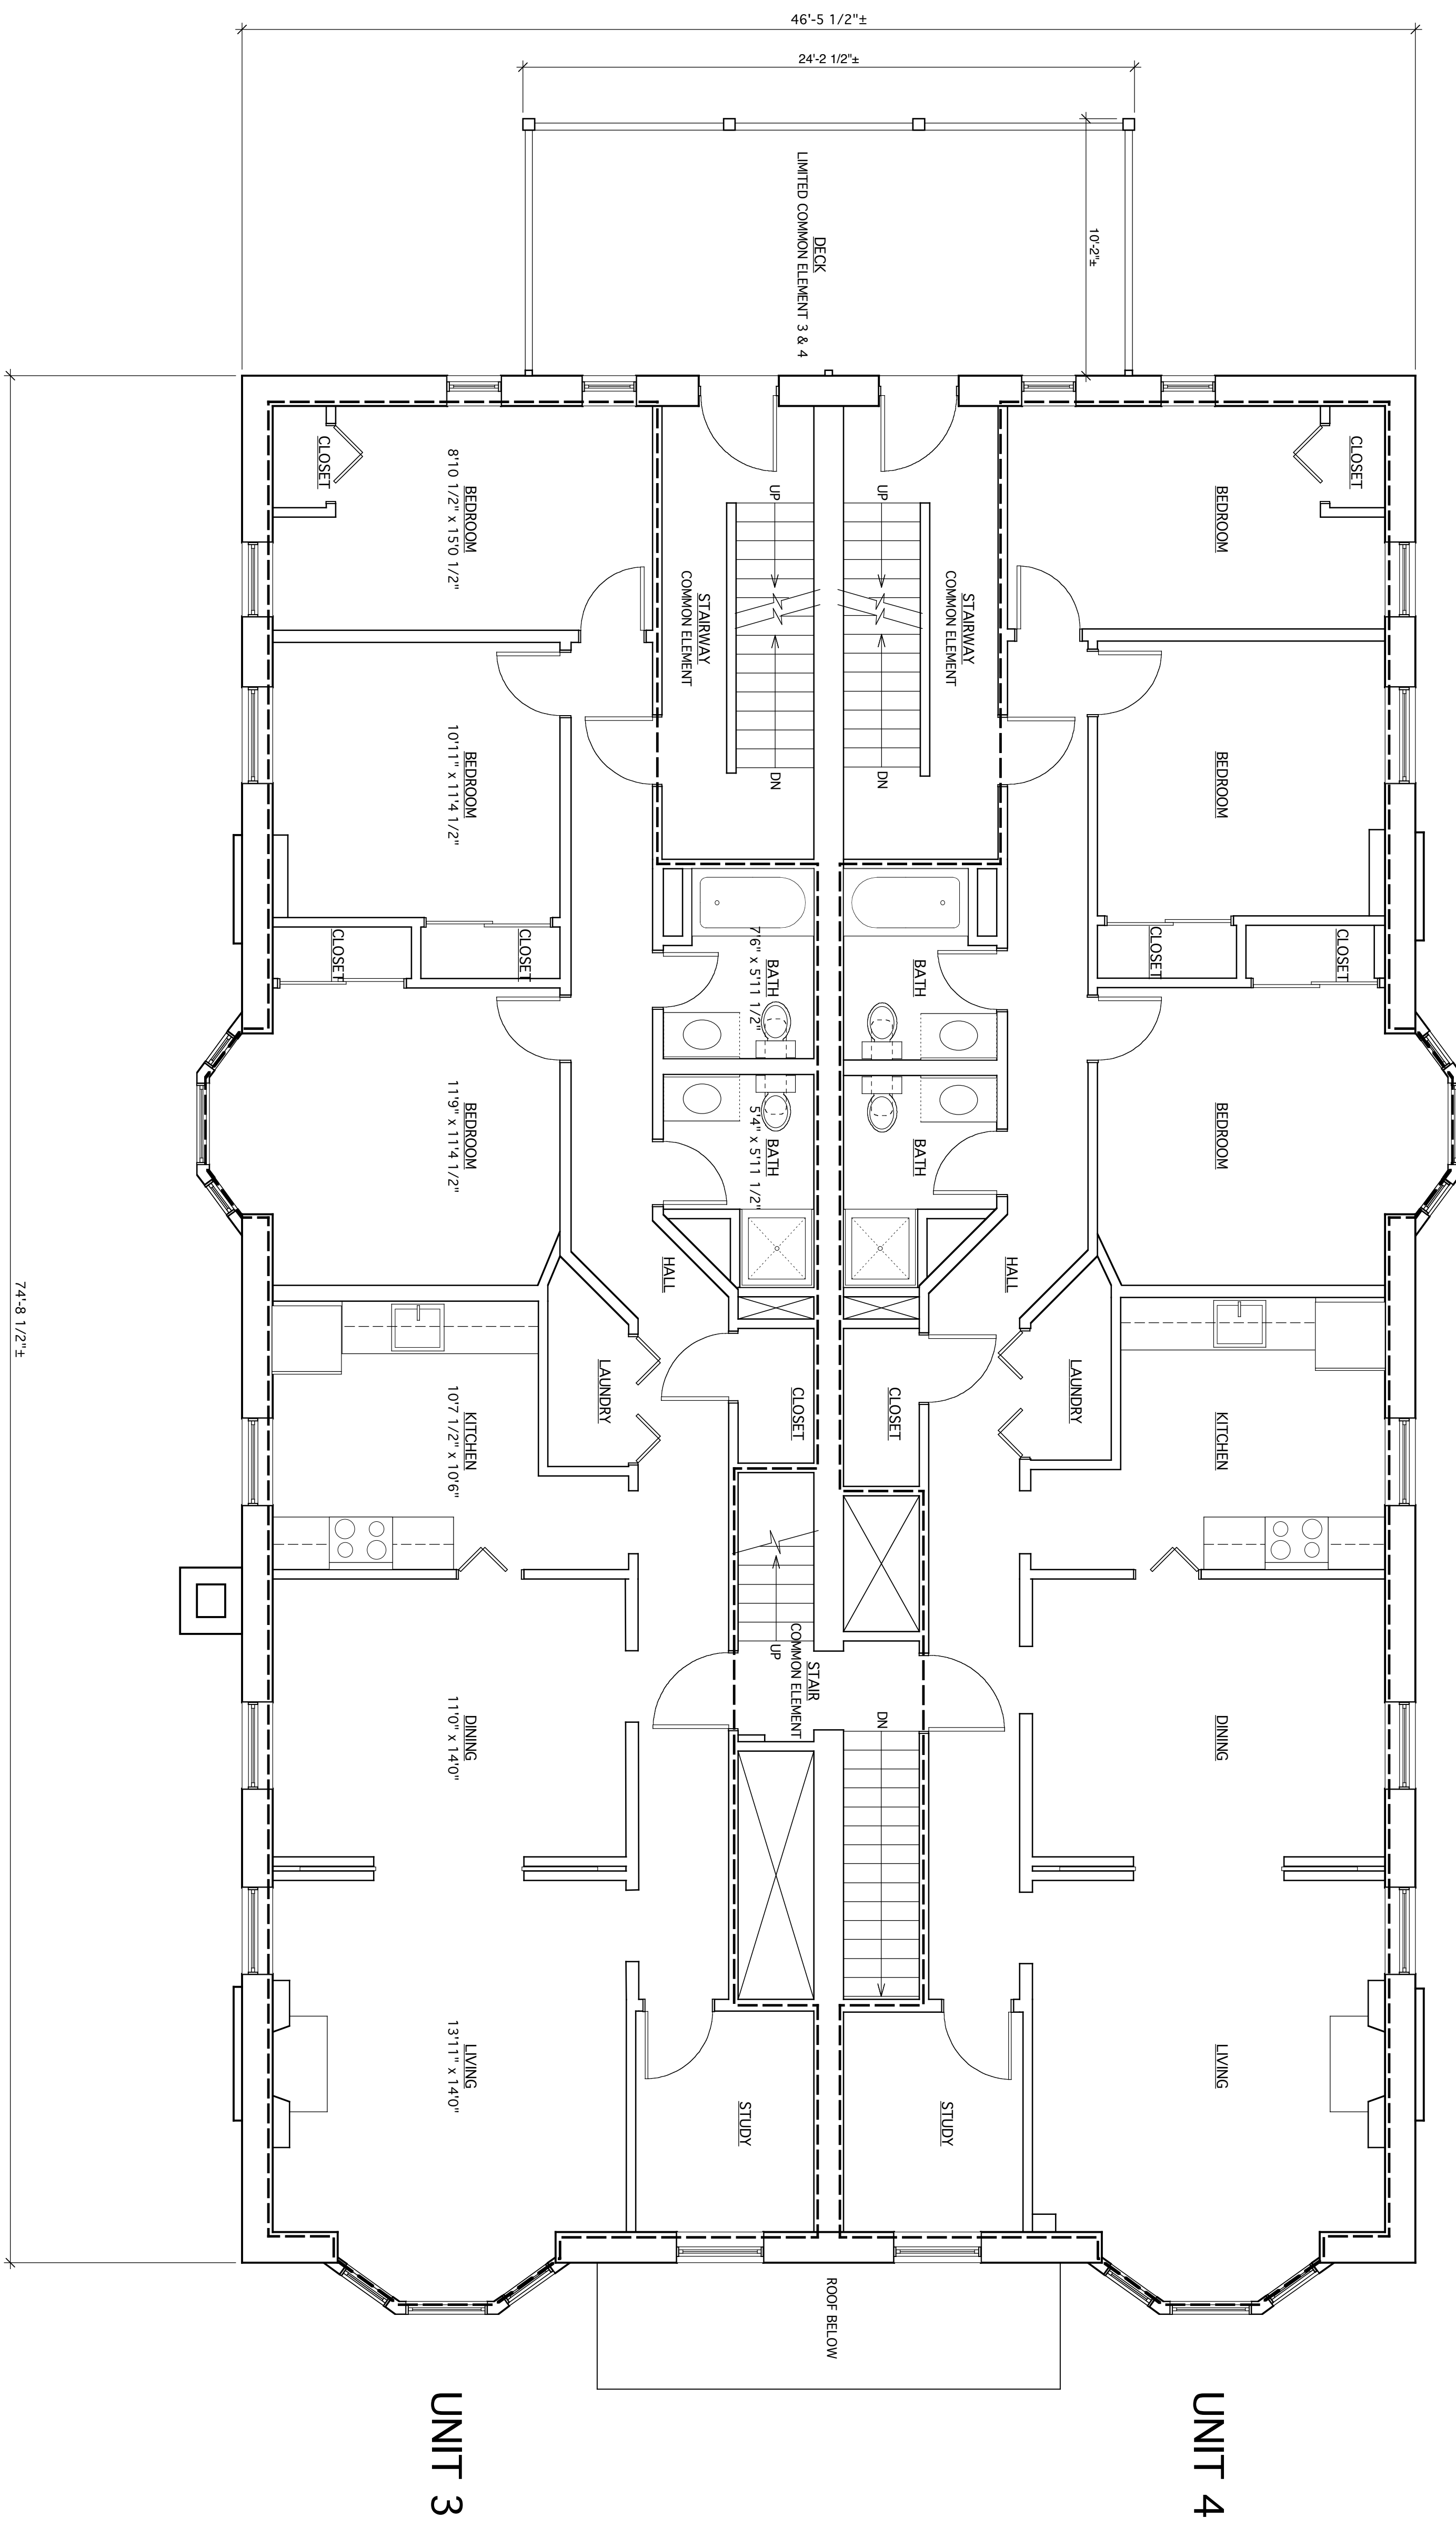 46'-5 1/2"±
24'-2 1/2"±
10'-2"±
DECK
LIMITED COMMON ELEMENT 3 & 4
CLOSET
BEDROOM
8'10 1/2" x 15'0 1/2"
UP
UP
BEDROOM
CLOSET
STAIRWAY
COMMON ELEMENT
STAIRWAY
COMMON ELEMENT
BEDROOM
10'11" x 11'4 1/2"
DN
DN
BEDROOM
CLOSET
CLOSET
BATH
7'6" x 5'11 1/2"
BATH
CLOSET
CLOSET
BEDROOM
11'9" x 11'4 1/2"
BATH
5'4" x 5'11 1/2"
BATH
BEDROOM
HALL
HALL
74'-8 1/2"±
KITCHEN
10'7 1/2" x 10'6"
LAUNDRY
CLOSET
CLOSET
LAUNDRY
KITCHEN
UP
STAIR
COMMON ELEMENT
DN
DINING
11'0" x 14'0"
DINING
LIVING
13'11" x 14'0"
STUDY
STUDY
LIVING
ROOF BELOW
UNIT 3
UNIT 4